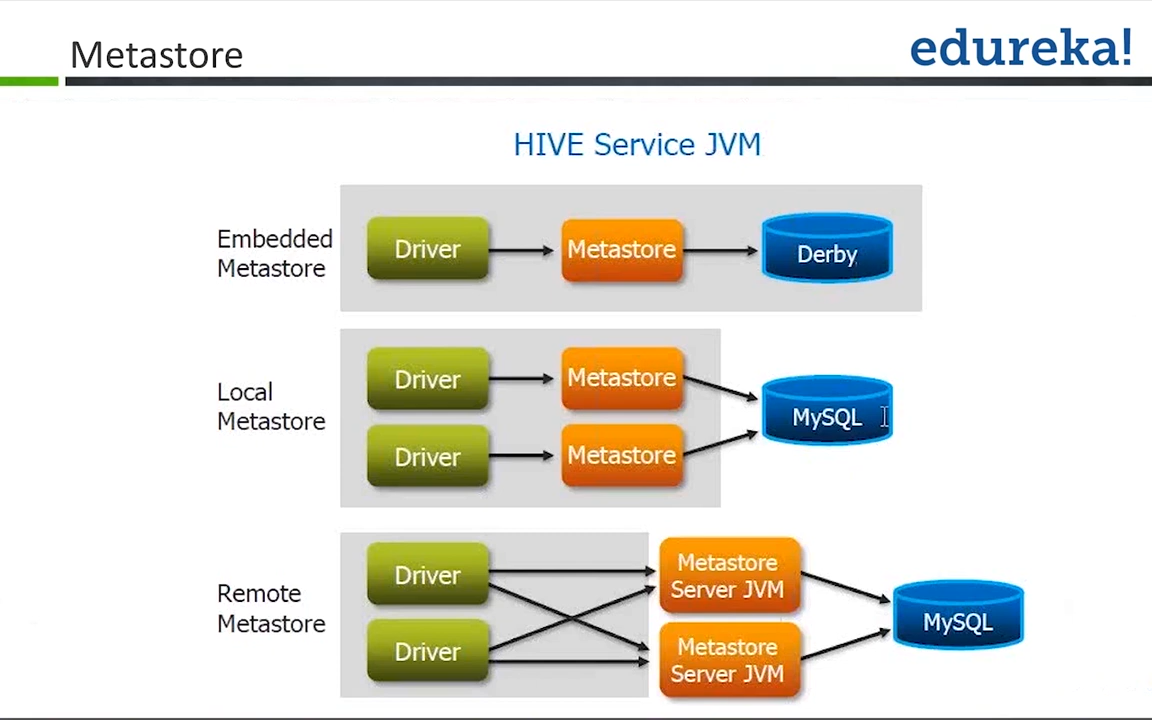 Metastore
edureka!
HIVE Service JVM
Embedded
Metastore
Driver
Metastore
Derby
Local
Metastore
Driver
Metastore
Driver
Metastore
MySQL
Remote
Metastore
Driver
Driver
Metastore
Server JVM
Metastore
Server JVM
MySQL